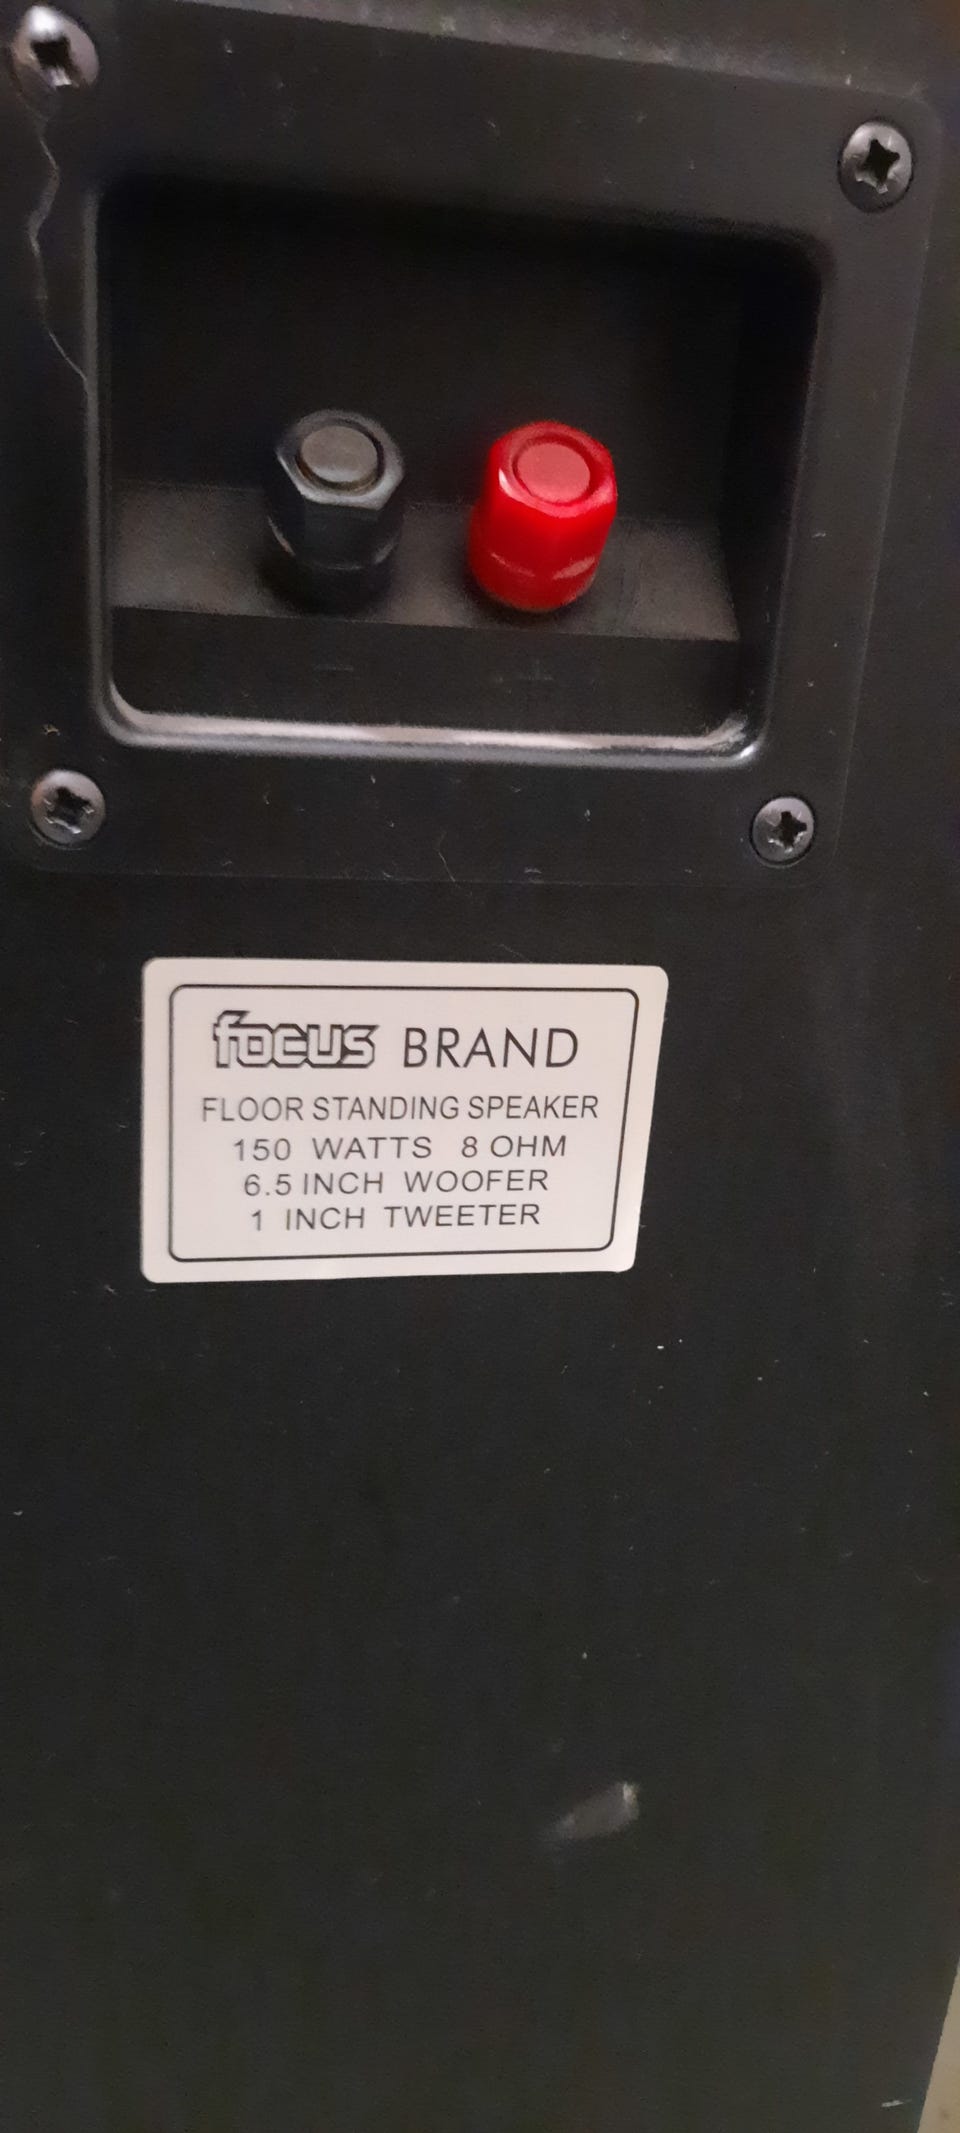 focus BRAND
FLOOR STANDING SPEAKER
150 WATTS 8 OHM
6.5 INCH WOOFER
1 INCH TWEETER